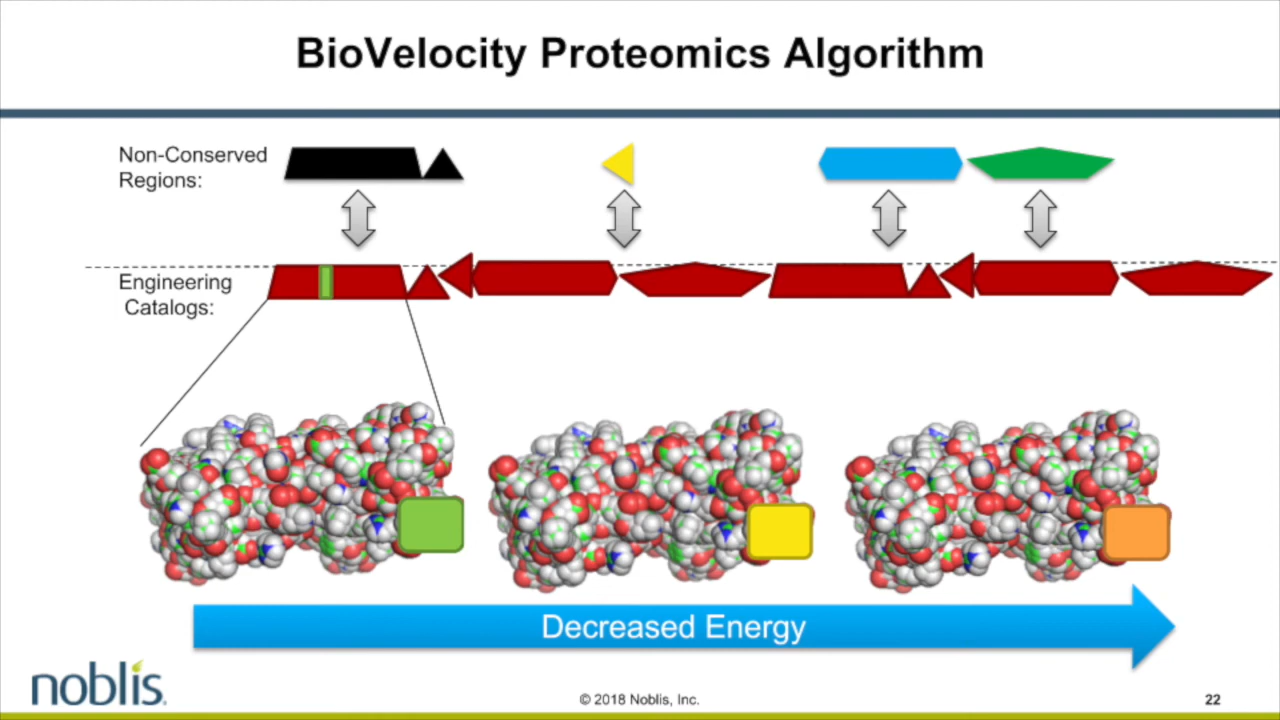 BioVelocity Proteomics Algorithm
Non-Conserved
Regions:
Engineering
Catalogs:
Decreased Energy
noblis.
© 2018 Noblis, Inc.
22